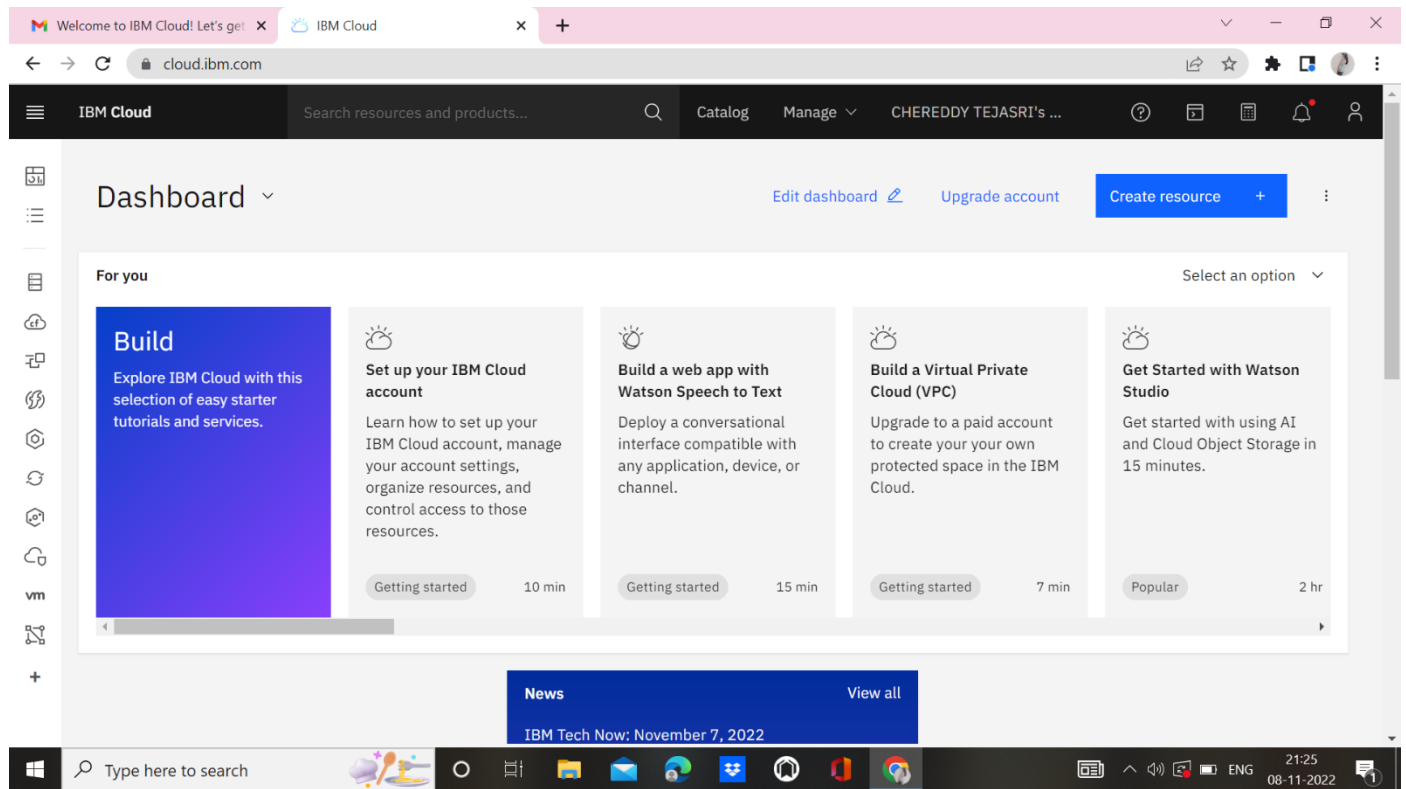 Welcome to IBM Cloud! Let's get
IBM Cloud
cloud.ibm.com
IBM Cloud
Search resources and products...
Catalog
Manage
CHEREDDY TEJASRI's ...
Dashboard
Edit dashboard
Upgrade account
Create resource +
For you
Select an option
Build
Explore IBM Cloud with this
selection of easy starter
tutorials and services.
Set up your IBM Cloud
account
Learn how to set up your
IBM Cloud account, manage
your account settings,
organize resources, and
control access to those
resources.
Getting started 10 min
Build a web app with
Watson Speech to Text
Deploy a conversational
interface compatible with
any application, device, or
channel.
Getting started 15 min
Build a Virtual Private
Cloud (VPC)
Upgrade to a paid account
to create your your own
protected space in the IBM
Cloud.
Getting started 7 min
Get Started with Watson
Studio
Get started with using AI
and Cloud Object Storage in
15 minutes.
Popular 2 hr
cf
vm
News View all
IBM Tech Now: November 7, 2022
Type here to search
ENG
21:25
08-11-2022
1